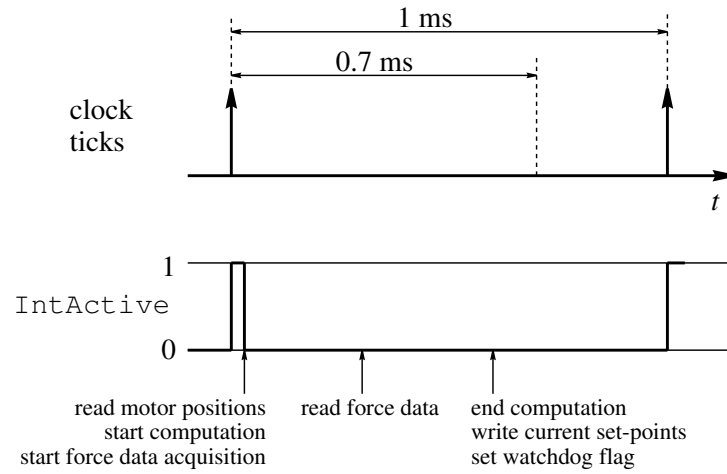 1 ms
0.7 ms
clock
ticks
t
1
IntActive
0
read motor positions
start computation
start force data acquisition
read force data
end computation
write current set-points
set watchdog flag